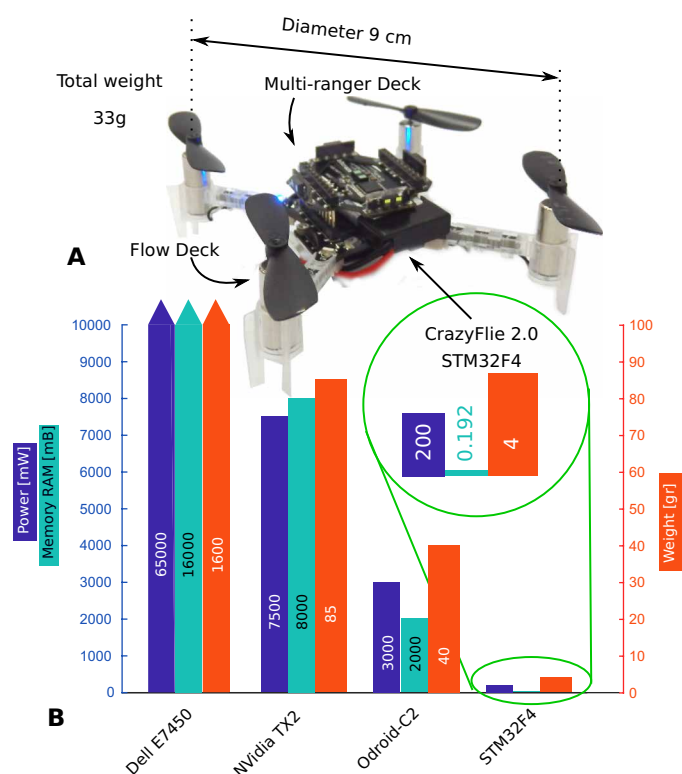 Diameter 9 cm
Total weight
33g
Multi-ranger Deck
A
Flow Deck
CrazyFlie 2.0
STM32F4
10000
9000
8000
7000
6000
5000
4000
3000
2000
1000
0
Power [mW]
Memory RAM [mB]
100
90
80
70
60
50
40
30
20
10
0
Weight [gr]
65000
16000
1600
7500
8000
85
3000
2000
40
200
0.192
4
B
Dell E7450
NVidia TX2
Odroid-C2
STM32F4